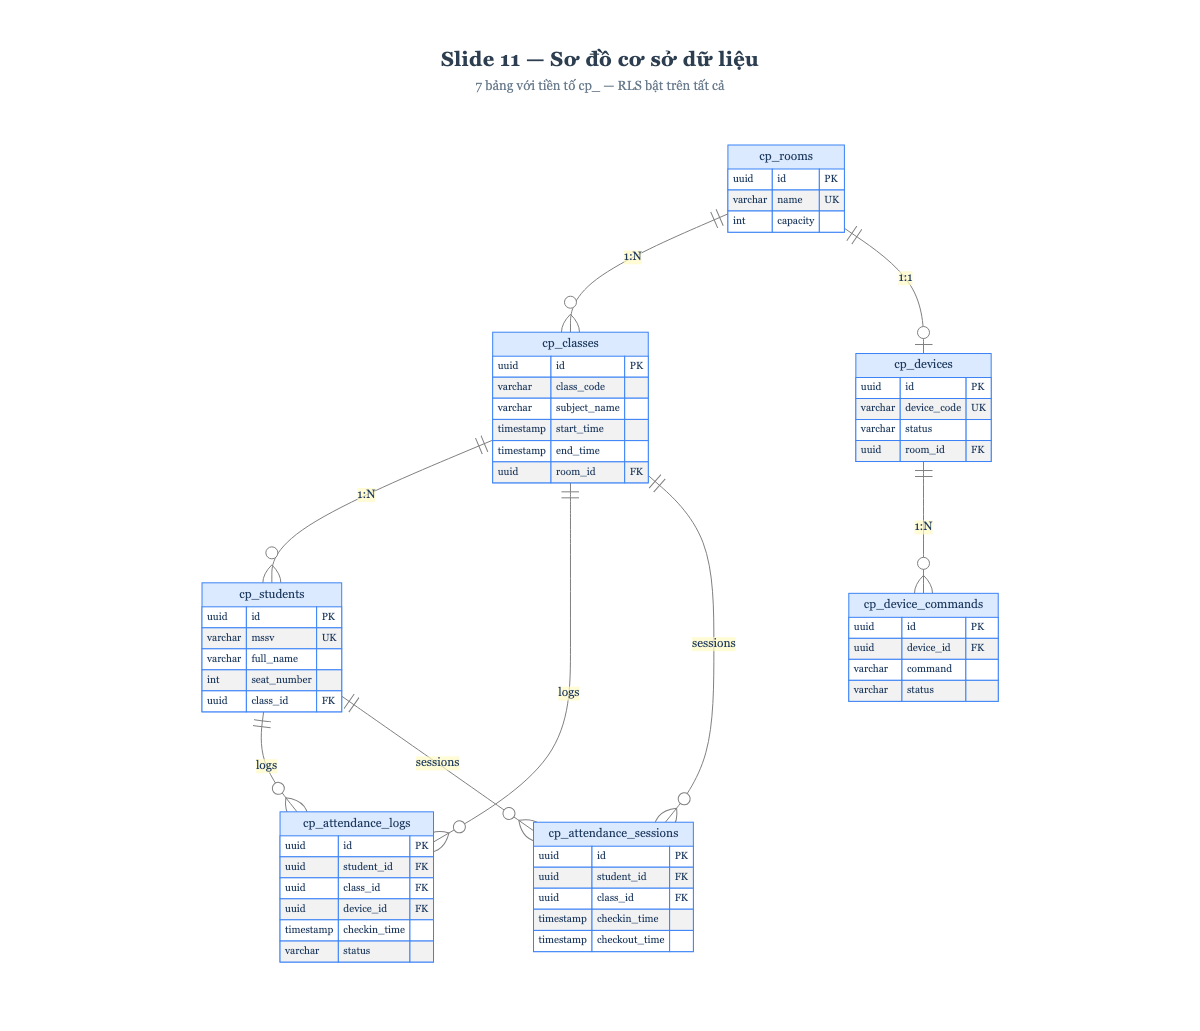 Slide 11 — Sơ đồ cơ sở dữ liệu
7 bảng với tiền tố cp_ — RLS bật trên tất cả
cp_rooms
uuid id PK
varchar name UK
int capacity
1:N
1:1
cp_classes
uuid id PK
varchar class_code
varchar subject_name
timestamp start_time
timestamp end_time
uuid room_id FK
cp_devices
uuid id PK
varchar device_code UK
varchar status
uuid room_id FK
1:N
1:N
cp_students
uuid id PK
varchar mssv UK
varchar full_name
int seat_number
uuid class_id FK
cp_device_commands
uuid id PK
uuid device_id FK
varchar command
varchar status
sessions
logs
logs
sessions
cp_attendance_logs
uuid id PK
uuid student_id FK
uuid class_id FK
uuid device_id FK
timestamp checkin_time
varchar status
cp_attendance_sessions
uuid id PK
uuid student_id FK
uuid class_id FK
timestamp checkin_time
timestamp checkout_time